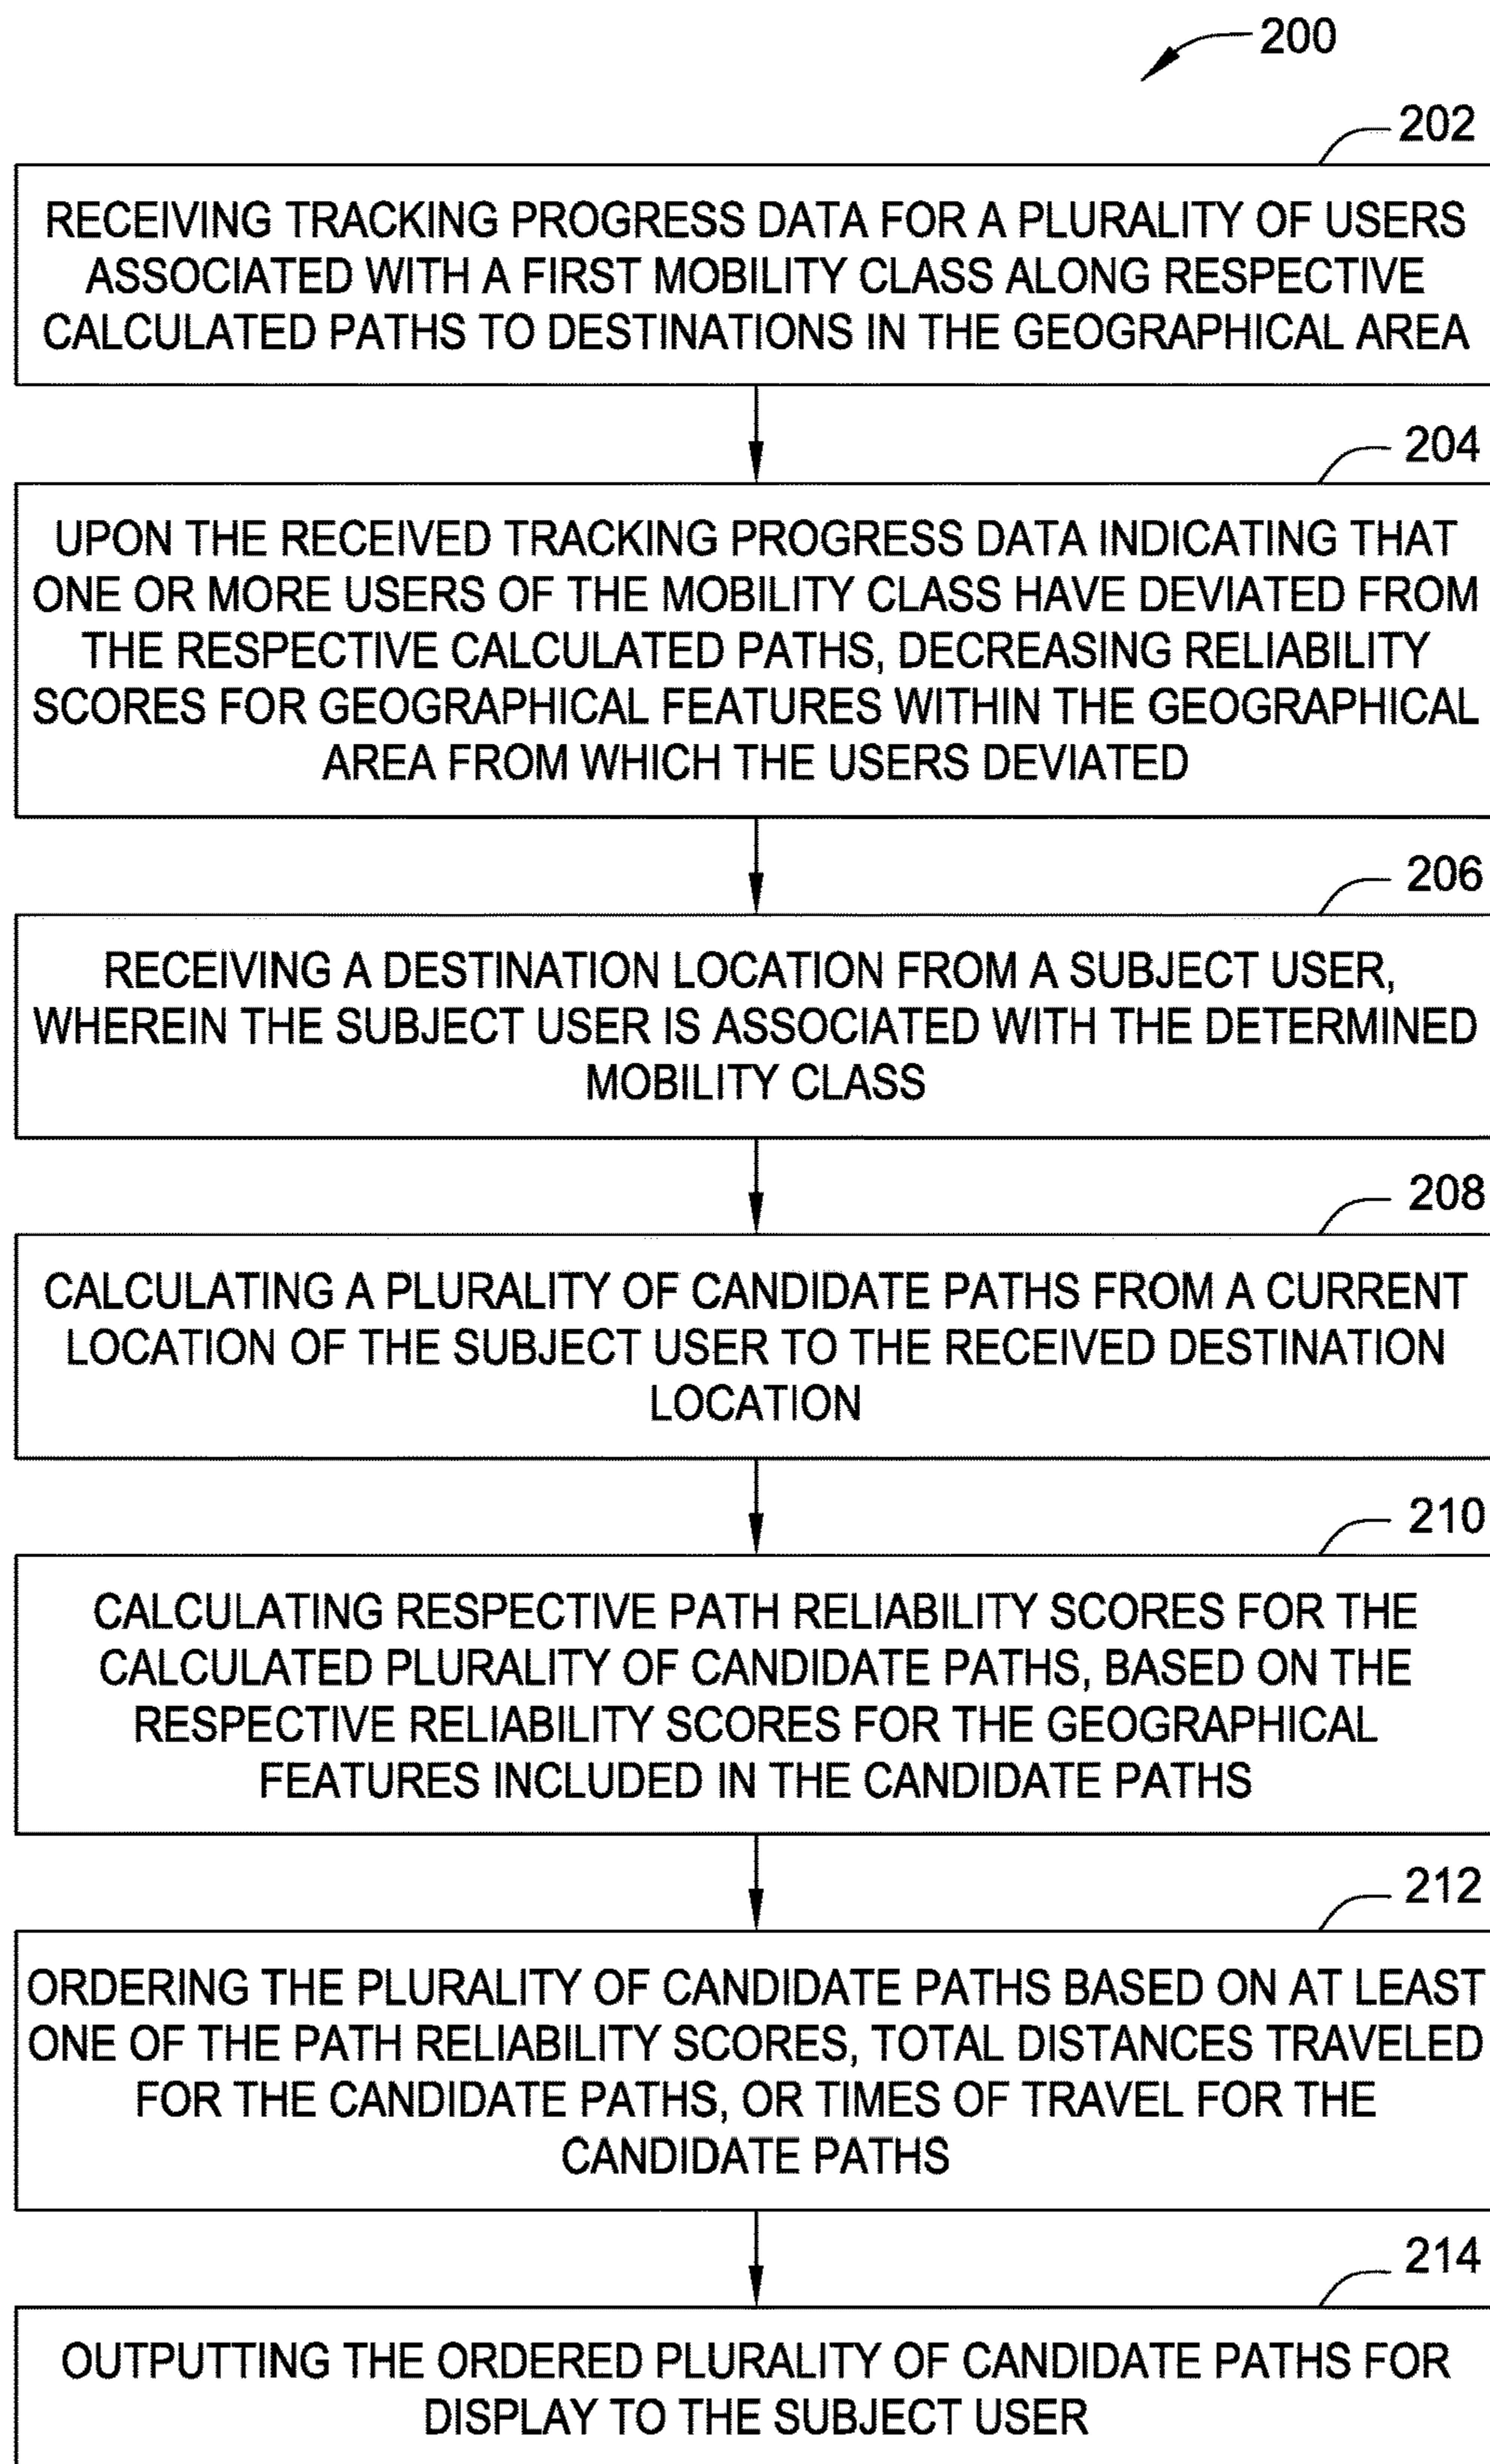 200
202
RECEIVING TRACKING PROGRESS DATA FOR A PLURALITY OF USERS
ASSOCIATED WITH A FIRST MOBILITY CLASS ALONG RESPECTIVE
CALCULATED PATHS TO DESTINATIONS IN THE GEOGRAPHICAL AREA
204
UPON THE RECEIVED TRACKING PROGRESS DATA INDICATING THAT
ONE OR MORE USERS OF THE MOBILITY CLASS HAVE DEVIATED FROM
THE RESPECTIVE CALCULATED PATHS, DECREASING RELIABILITY
SCORES FOR GEOGRAPHICAL FEATURES WITHIN THE GEOGRAPHICAL
AREA FROM WHICH THE USERS DEVIATED
206
RECEIVING A DESTINATION LOCATION FROM A SUBJECT USER,
WHEREIN THE SUBJECT USER IS ASSOCIATED WITH THE DETERMINED
MOBILITY CLASS
208
CALCULATING A PLURALITY OF CANDIDATE PATHS FROM A CURRENT
LOCATION OF THE SUBJECT USER TO THE RECEIVED DESTINATION
LOCATION
210
CALCULATING RESPECTIVE PATH RELIABILITY SCORES FOR THE
CALCULATED PLURALITY OF CANDIDATE PATHS, BASED ON THE
RESPECTIVE RELIABILITY SCORES FOR THE GEOGRAPHICAL
FEATURES INCLUDED IN THE CANDIDATE PATHS
212
ORDERING THE PLURALITY OF CANDIDATE PATHS BASED ON AT LEAST
ONE OF THE PATH RELIABILITY SCORES, TOTAL DISTANCES TRAVELED
FOR THE CANDIDATE PATHS, OR TIMES OF TRAVEL FOR THE
CANDIDATE PATHS
214
OUTPUTTING THE ORDERED PLURALITY OF CANDIDATE PATHS FOR
DISPLAY TO THE SUBJECT USER